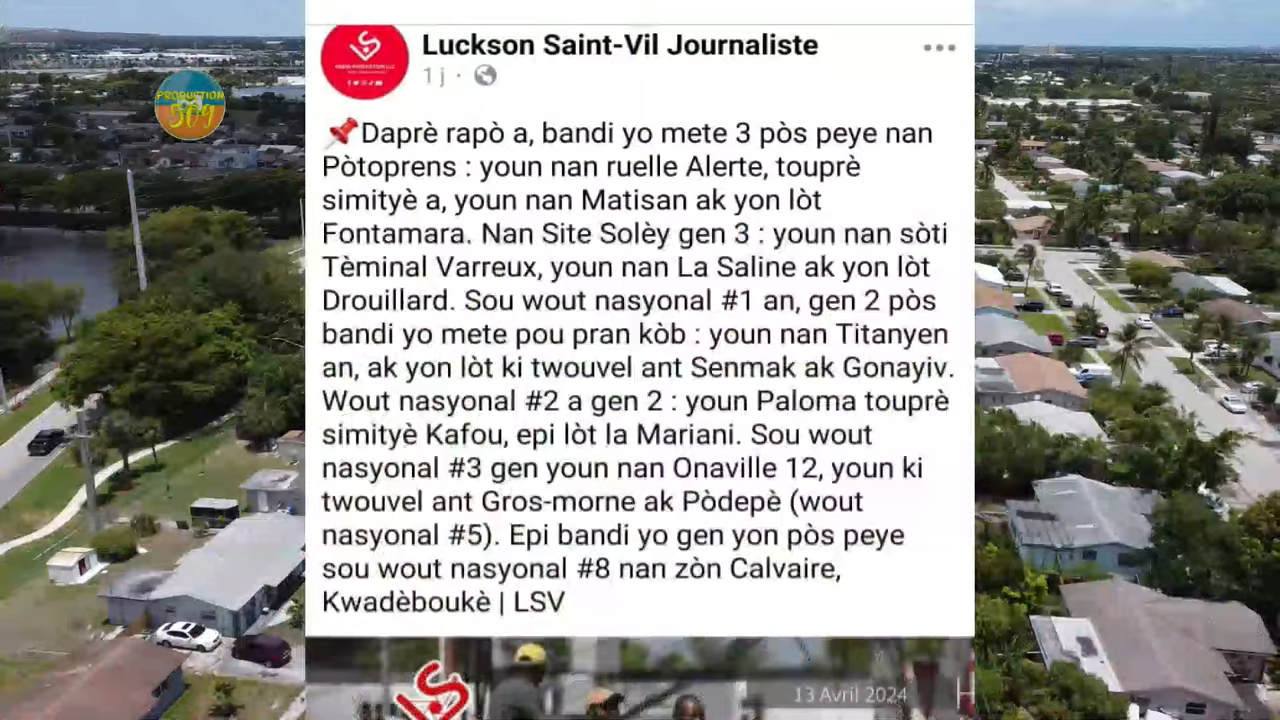 Luckson Saint-Vil Journaliste
1 j ·
PRODUCTION
509
📌Daprè rapò a, bandi yo mete 3 pòs peye nan
Pòtoprens : youn nan ruelle Alerte, touprè
simityè a, youn nan Matisan ak yon lòt
Fontamara. Nan Site Solèy gen 3 : youn nan sòti
Tèminal Varreux, youn nan La Saline ak yon lòt
Drouillard. Sou wout nasyonal #1 an, gen 2 pòs
bandi yo mete pou pran kòb : youn nan Titanyen
an, ak yon lòt ki twouvel ant Senmak ak Gonayiv.
Wout nasyonal #2 a gen 2 : youn Paloma touprè
simityè Kafou, epi lòt la Mariani. Sou wout
nasyonal #3 gen youn nan Onaville 12, youn ki
twouvel ant Gros-morne ak Pòdepè (wout
nasyonal #5). Epi bandi yo gen yon pòs peye
sou wout nasyonal #8 nan zòn Calvaire,
Kwadèboukè | LSV
13 Avril 2024